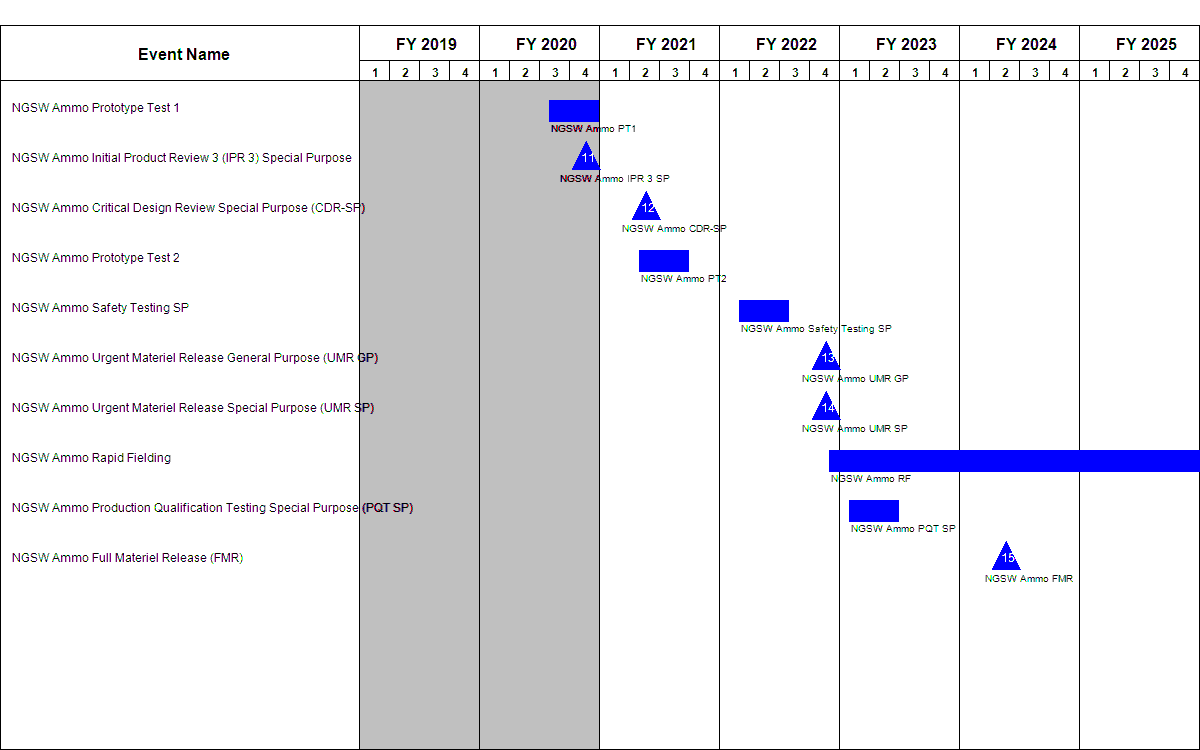 Event Name
FY 2019 FY 2020 FY 2021 FY 2022 FY 2023 FY 2024 FY 2025
1 2 3 4 1 2 3 4 1 2 3 4 1 2 3 4 1 2 3 4 1 2 3 4 1 2 3 4
NGSW Ammo Prototype Test 1
NGSW Ammo PT1
NGSW Ammo Initial Product Review 3 (IPR 3) Special Purpose
11
NGSW Ammo IPR 3 SP
NGSW Ammo Critical Design Review Special Purpose (CDR-SP)
12
NGSW Ammo CDR-SP
NGSW Ammo Prototype Test 2
NGSW Ammo PT2
NGSW Ammo Safety Testing SP
NGSW Ammo Safety Testing SP
NGSW Ammo Urgent Materiel Release General Purpose (UMR GP)
13
NGSW Ammo UMR GP
NGSW Ammo Urgent Materiel Release Special Purpose (UMR SP)
14
NGSW Ammo UMR SP
NGSW Ammo Rapid Fielding
NGSW Ammo RF
NGSW Ammo Production Qualification Testing Special Purpose (PQT SP)
NGSW Ammo PQT SP
NGSW Ammo Full Materiel Release (FMR)
15
NGSW Ammo FMR